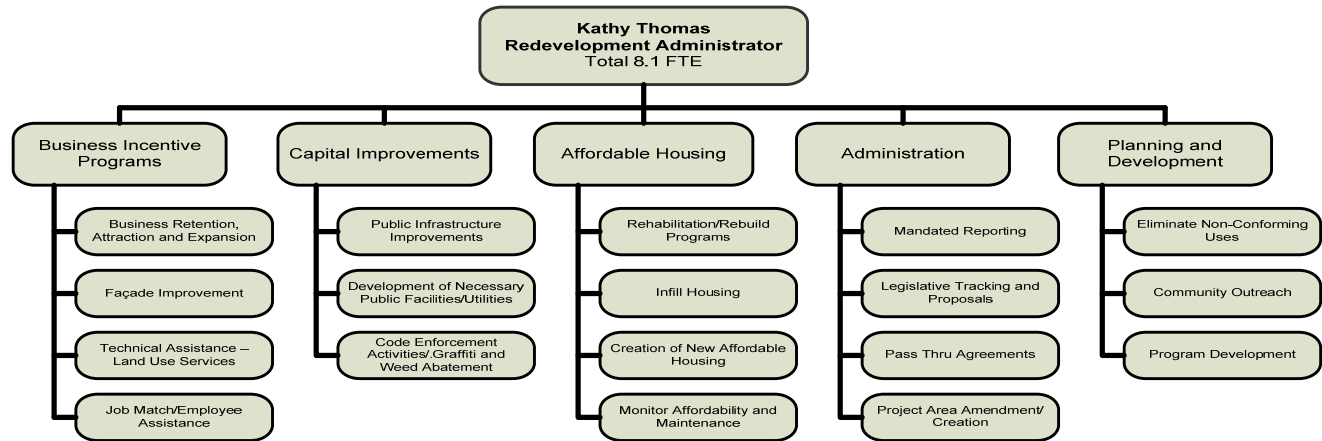 Kathy Thomas
Redevelopment Administrator
Total 8.1 FTE
Business Incentive
Programs
Business Retention,
Attraction and Expansion
Façade Improvement
Technical Assistance –
Land Use Services
Job Match/Employee
Assistance
Capital Improvements
Public Infrastructure
Improvements
Development of Necessary
Public Facilities/Utilities
Code Enforcement
Activities/.Graffiti and
Weed Abatement
Affordable Housing
Rehabilitation/Rebuild
Programs
Infill Housing
Creation of New Affordable
Housing
Monitor Affordability and
Maintenance
Administration
Mandated Reporting
Legislative Tracking and
Proposals
Pass Thru Agreements
Project Area Amendment/
Creation
Planning and
Development
Eliminate Non-Conforming
Uses
Community Outreach
Program Development